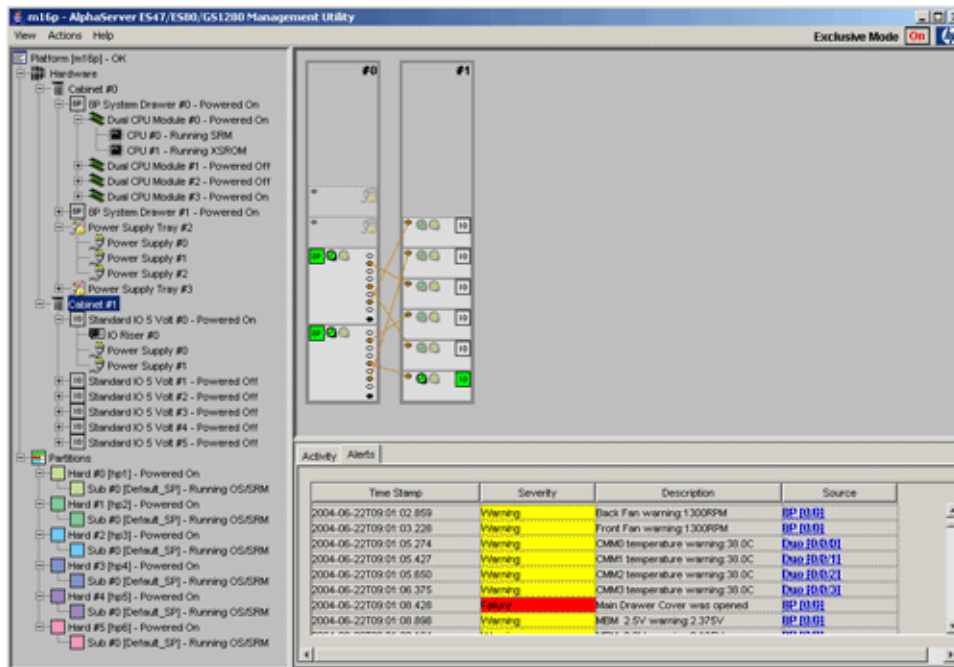 m16p - AlphaServer ES47/ES80/GS1280 Management Utility
View Actions Help
Exclusive Mode On
Platform [m16p] - OK
Hardware
Cabinet #0
8P System Drawer #0 - Powered On
Dual CPU Module #0 - Powered On
CPU #0 - Running SRM
CPU #1 - Running XSROM
Dual CPU Module #1 - Powered Off
Dual CPU Module #2 - Powered Off
Dual CPU Module #3 - Powered On
8P System Drawer #1 - Powered On
Power Supply Tray #2
Power Supply #0
Power Supply #1
Power Supply #2
Power Supply Tray #3
Cabinet #1
Standard IO 5 Volt #0 - Powered On
IO Riser #0
Power Supply #0
Power Supply #1
Standard IO 5 Volt #1 - Powered Off
Standard IO 5 Volt #2 - Powered Off
Standard IO 5 Volt #3 - Powered Off
Standard IO 5 Volt #4 - Powered Off
Standard IO 5 Volt #5 - Powered Off
Partitions
Hard #0 [hp1] - Powered On
Sub #0 [Default_SP] - Running OS/SRM
Hard #1 [hp2] - Powered On
Sub #0 [Default_SP] - Running OS/SRM
Hard #2 [hp3] - Powered On
Sub #0 [Default_SP] - Running OS/SRM
Hard #3 [hp4] - Powered On
Sub #0 [Default_SP] - Running OS/SRM
Hard #4 [hp5] - Powered On
Sub #0 [Default_SP] - Running OS/SRM
Hard #5 [hp6] - Powered On
Sub #0 [Default_SP] - Running OS/SRM
#0 #1
IO
IO
8P IO
IO
8P IO
IO
Activity Alerts
Time Stamp Severity Description Source
2004-06-22T09:01:02.859 Warning Back Fan warning:1300RPM 8P [0/0]
2004-06-22T09:01:03.228 Warning Front Fan warning:1300RPM 8P [0/0]
2004-06-22T09:01:05.274 Warning CMM0 temperature warning:38.0C Duo [0/0/0]
2004-06-22T09:01:05.427 Warning CMM1 temperature warning:38.0C Duo [0/0/1]
2004-06-22T09:01:05.650 Warning CMM2 temperature warning:38.0C Duo [0/0/2]
2004-06-22T09:01:06.375 Warning CMM3 temperature warning:38.0C Duo [0/0/3]
2004-06-22T09:01:08.428 Failure Main Drawer Cover was opened 8P [0/0]
2004-06-22T09:01:08.898 Warning MBM 2.5V warning:2.375V 8P [0/0]